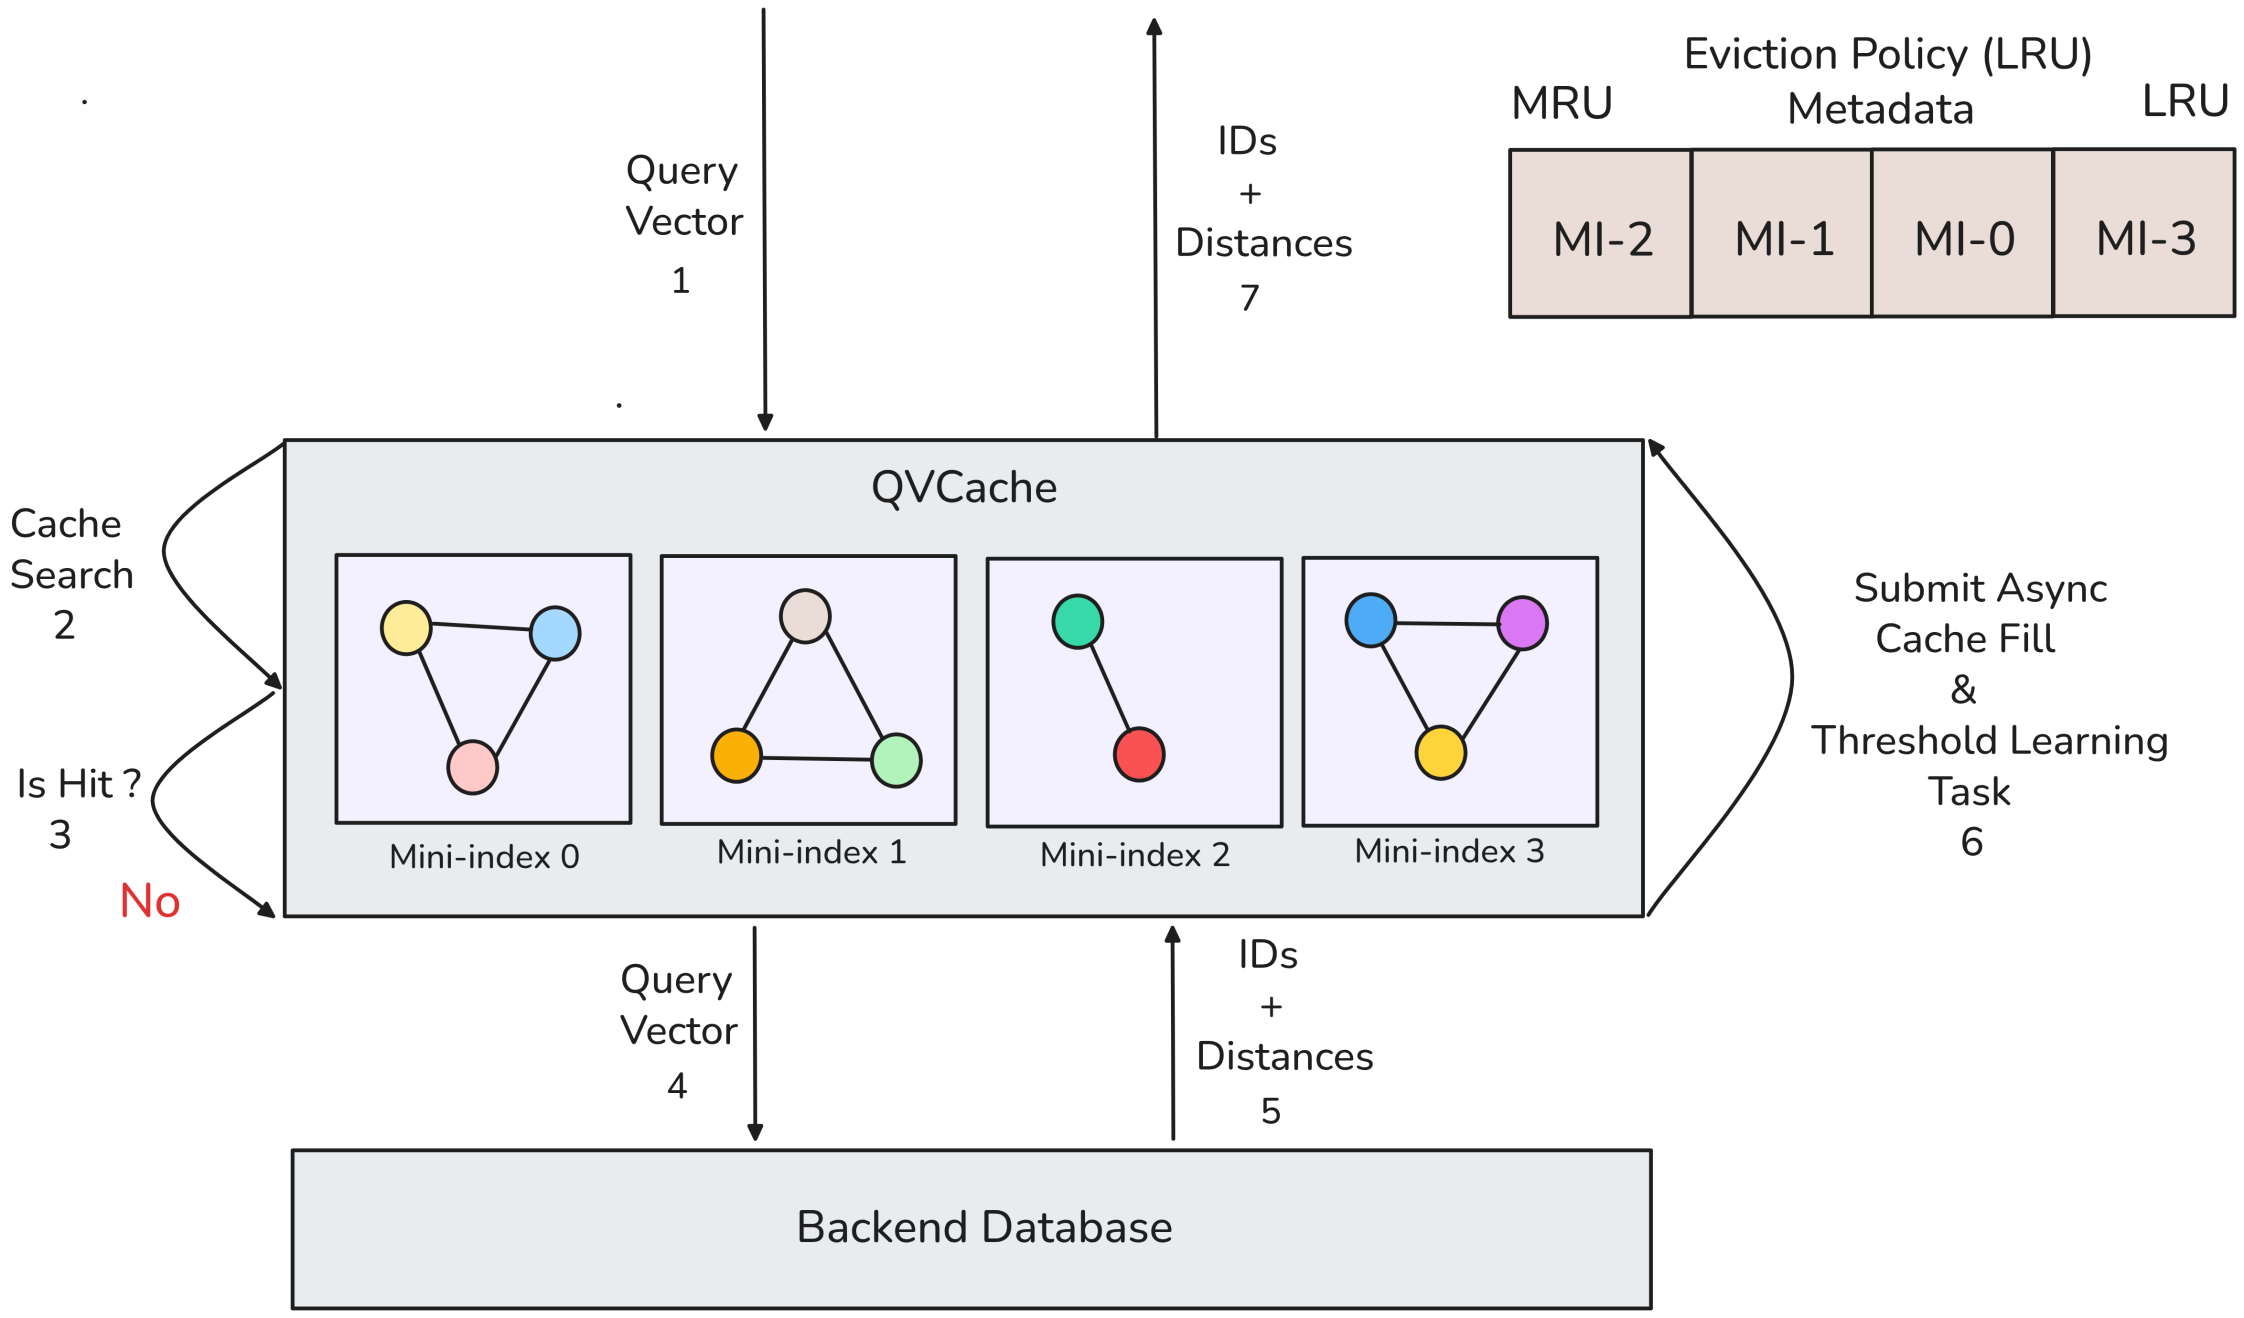 Eviction Policy (LRU)
Metadata
MRU
LRU
MI-2
MI-1
MI-0
MI-3
Query
Vector
1
IDs
+
Distances
7
QVCache
Cache
Search
2
Is Hit ?
3
No
Mini-index 0
Mini-index 1
Mini-index 2
Mini-index 3
Submit Async
Cache Fill
&
Threshold Learning
Task
6
Query
Vector
4
IDs
+
Distances
5
Backend Database